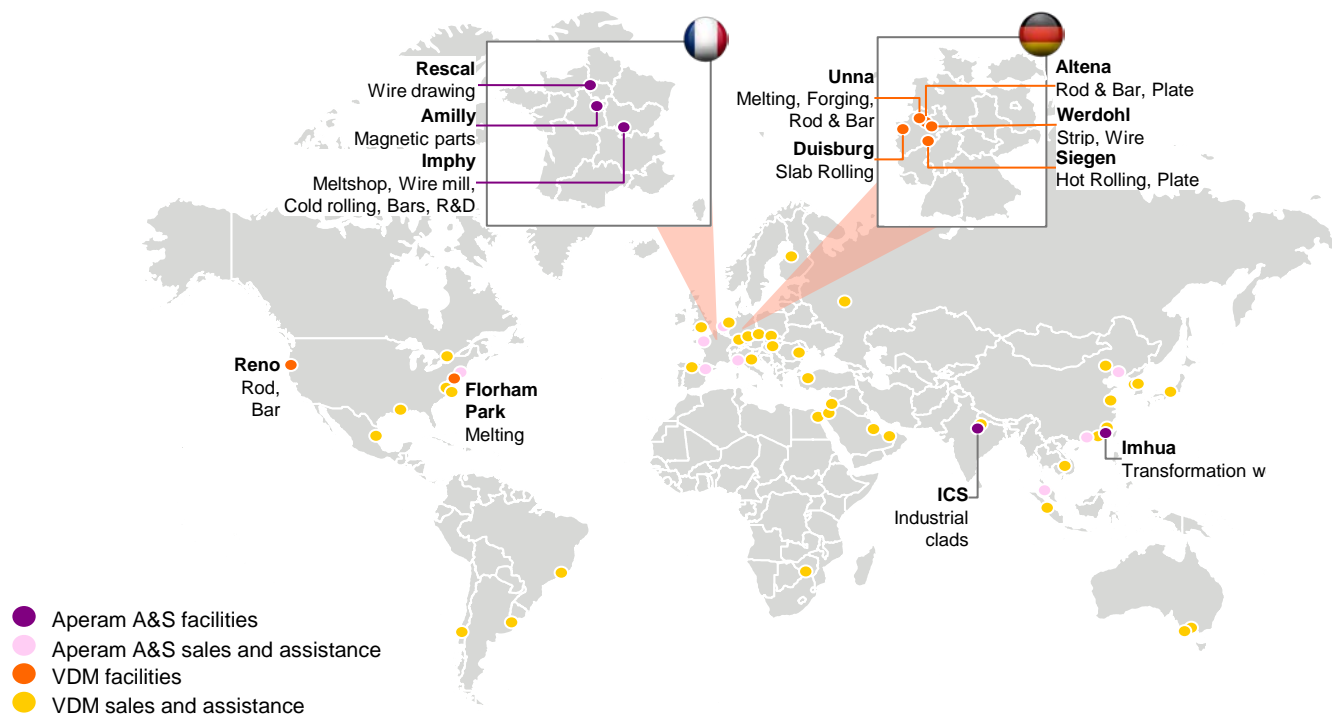 Rescal
Wire drawing
Amilly
Magnetic parts
Imphy
Meltshop, Wire mill,
Cold rolling, Bars, R&D
Unna
Melting, Forging,
Rod & Bar
Duisburg
Slab Rolling
Altena
Rod & Bar, Plate
Werdohl
Strip, Wire
Siegen
Hot Rolling, Plate
Reno
Rod,
Bar
Florham
Park
Melting
ICS
Industrial
clads
Imhua
Transformation w
Aperam A&S facilities
Aperam A&S sales and assistance
VDM facilities
VDM sales and assistance